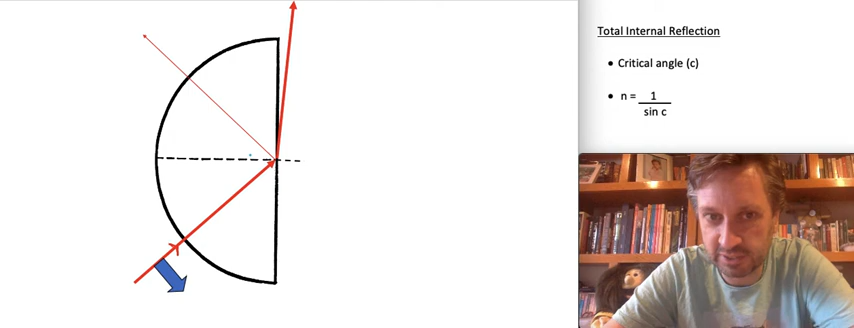 Total Internal Reflection
• Critical angle (c)
• n = 1
sin c